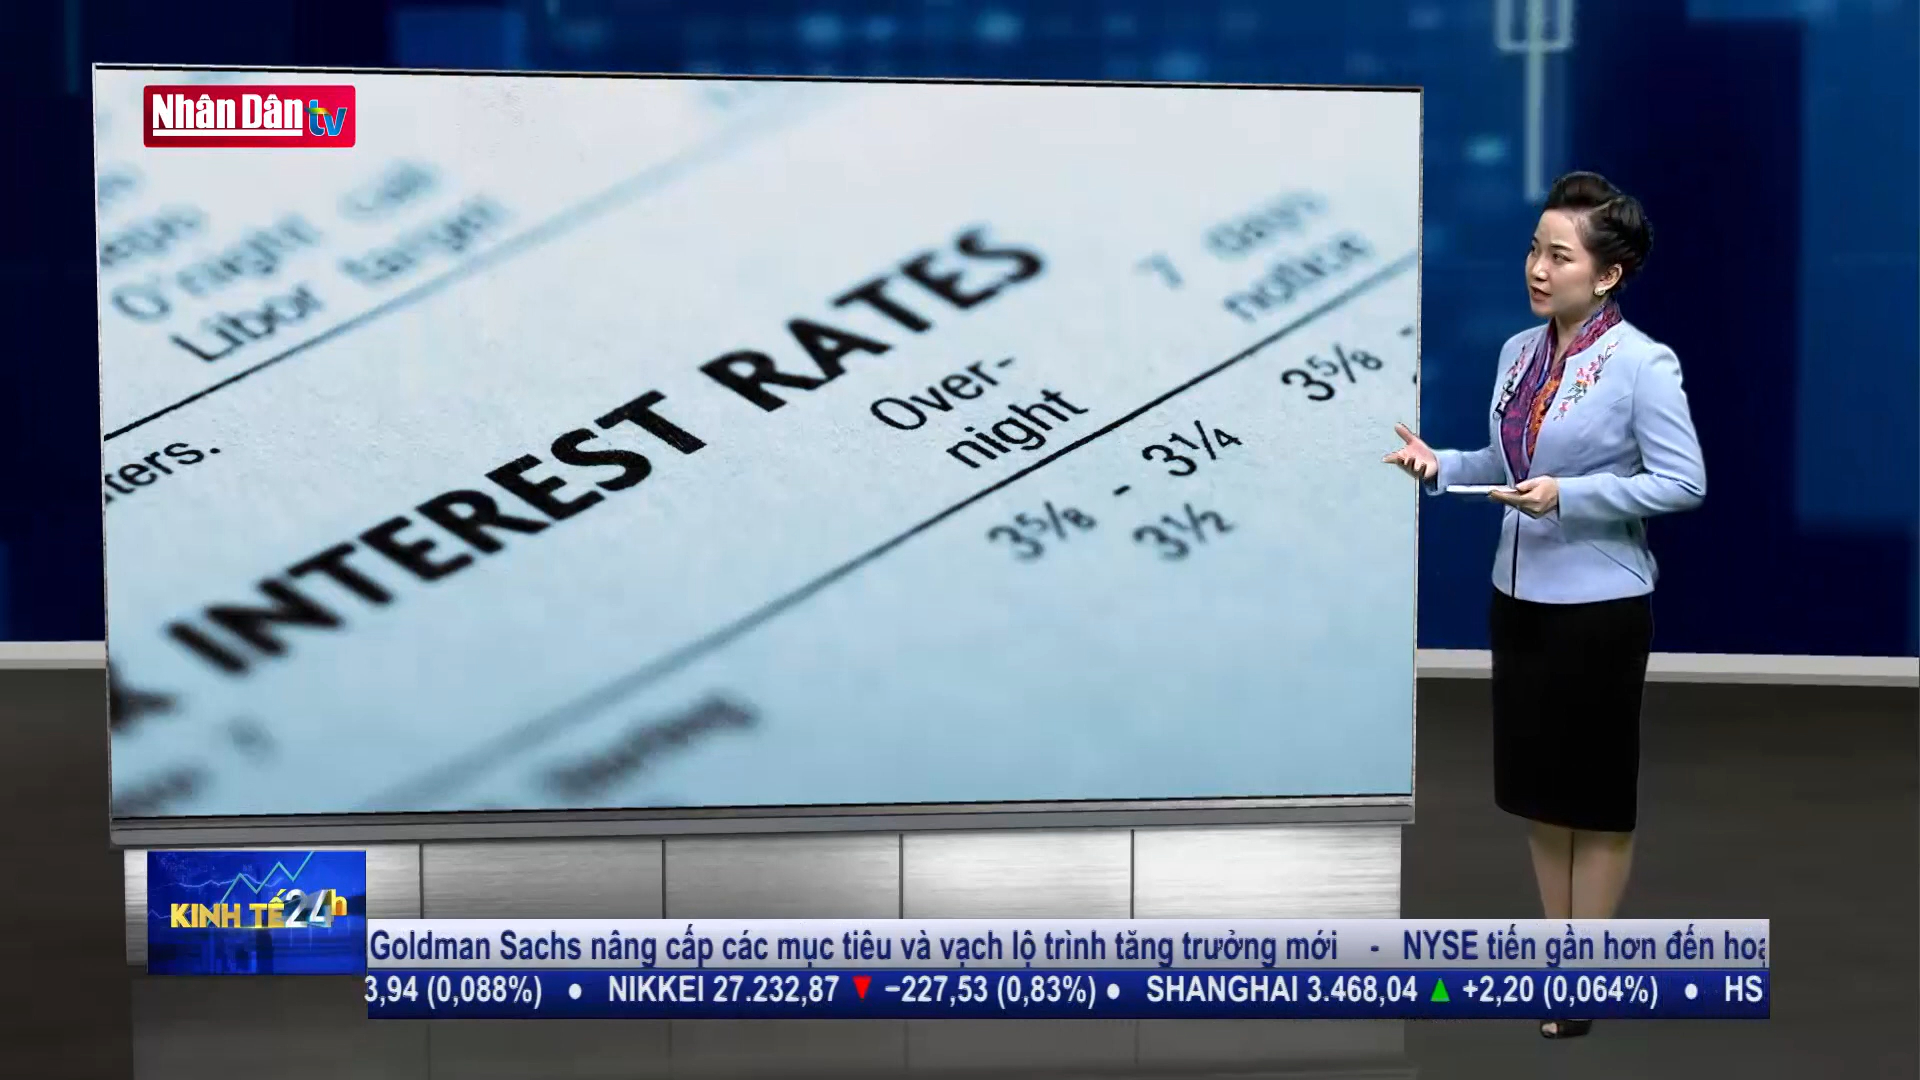 Nhân Dân tv
O'night call
Libor target
7 days
notice
INTEREST RATES
Over-
night
ters.
3⅝ - 3¼
3⅝ -
3½
KINH TẾ 24h
Goldman Sachs nâng cấp các mục tiêu và vạch lộ trình tăng trưởng mới - NYSE tiến gần hơn đến hoạ
3,94 (0,088%) • NIKKEI 27.232,87 ▼ −227,53 (0,83%) • SHANGHAI 3.468,04 ▲ +2,20 (0,064%) • HS